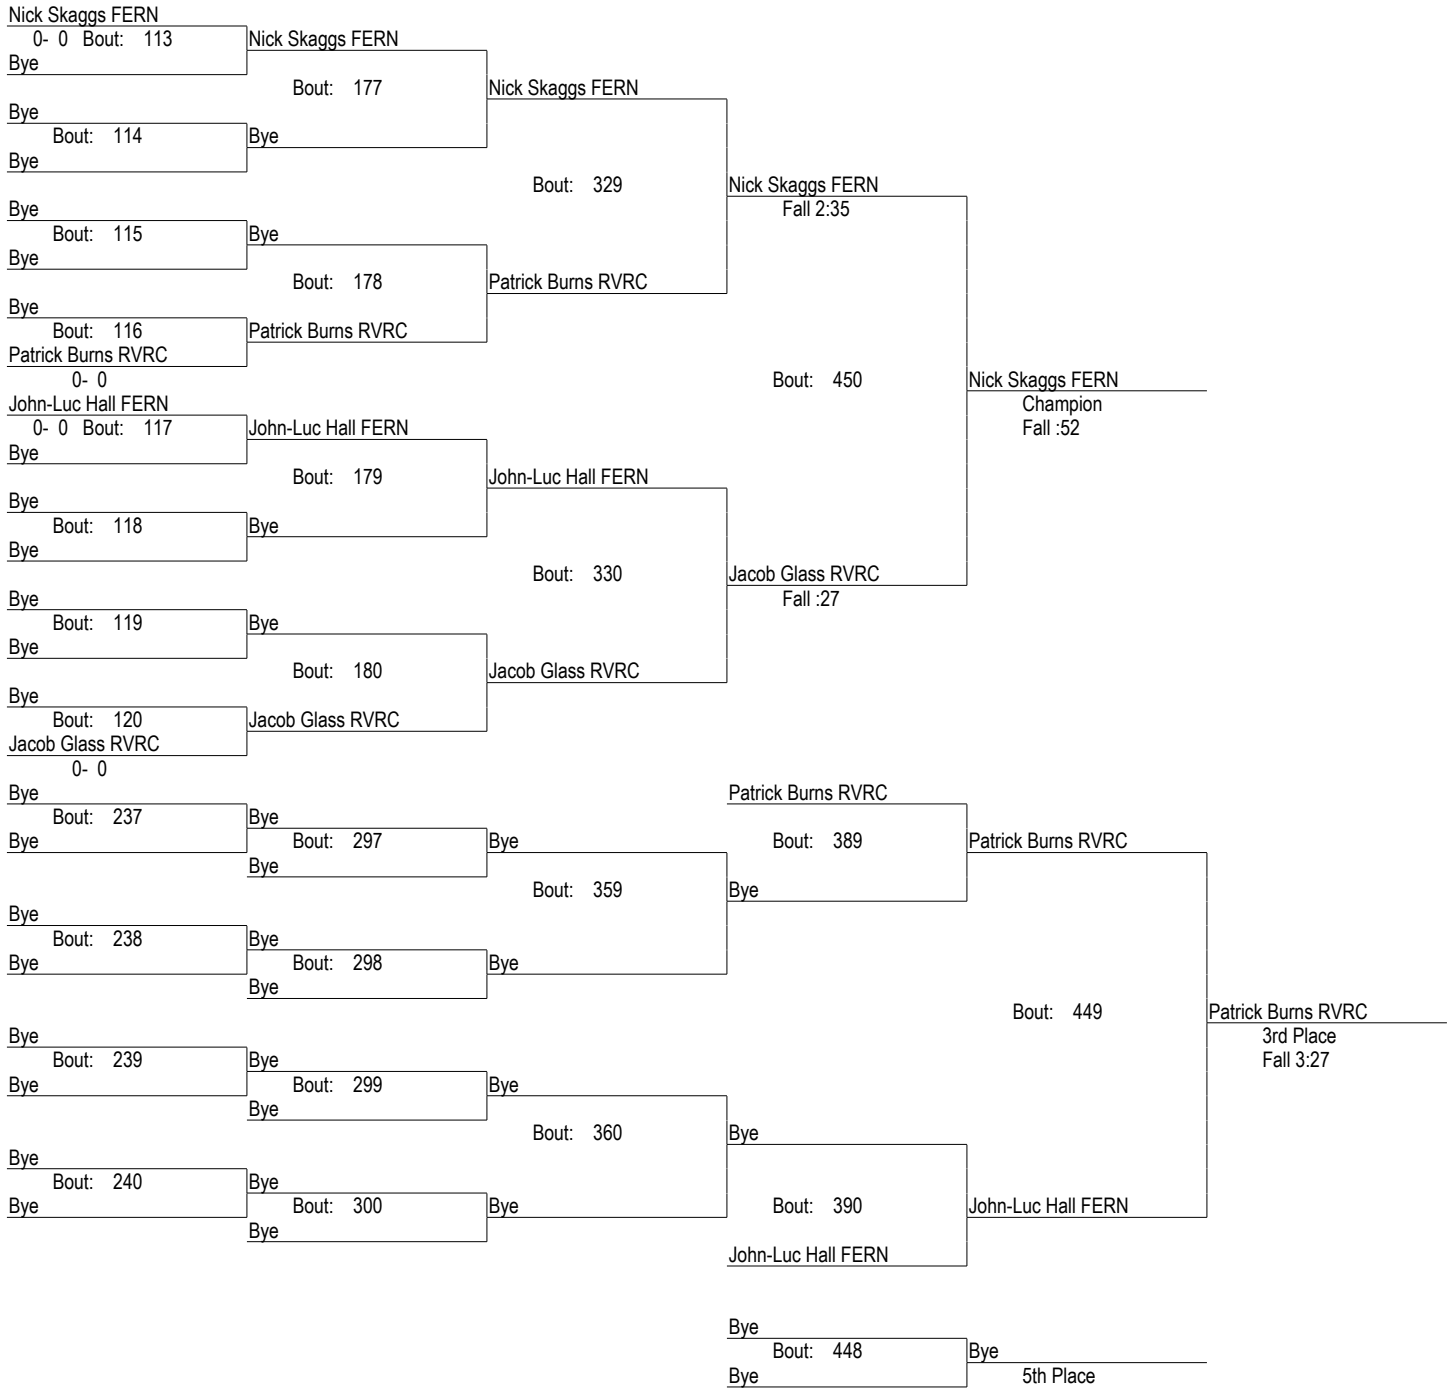 Nick Skaggs FERN
0- 0 Bout: 113 Nick Skaggs FERN
Bye
Bout: 177 Nick Skaggs FERN
Bye
Bout: 114 Bye
Bye
Bout: 329 Nick Skaggs FERN
Bye Fall 2:35
Bout: 115 Bye
Bye
Bout: 178 Patrick Burns RVRC
Bye
Bout: 116 Patrick Burns RVRC
Patrick Burns RVRC
0- 0 Bout: 450 Nick Skaggs FERN
John-Luc Hall FERN Champion
0- 0 Bout: 117 John-Luc Hall FERN Fall :52
Bye
Bout: 179 John-Luc Hall FERN
Bye
Bout: 118 Bye
Bye
Bout: 330 Jacob Glass RVRC
Bye Fall :27
Bout: 119 Bye
Bye
Bout: 180 Jacob Glass RVRC
Bye
Bout: 120 Jacob Glass RVRC
Jacob Glass RVRC
0- 0
Bye Patrick Burns RVRC
Bout: 237 Bye
Bye Bout: 297 Bye Bout: 389 Patrick Burns RVRC
Bye
Bout: 359 Bye
Bye
Bout: 238 Bye
Bye Bout: 298 Bye
Bye
Bout: 449 Patrick Burns RVRC
Bye 3rd Place
Bout: 239 Bye Fall 3:27
Bye Bout: 299 Bye
Bye
Bout: 360 Bye
Bye
Bout: 240 Bye
Bye Bout: 300 Bye Bout: 390 John-Luc Hall FERN
Bye
John-Luc Hall FERN
Bye
Bout: 448 Bye
Bye 5th Place